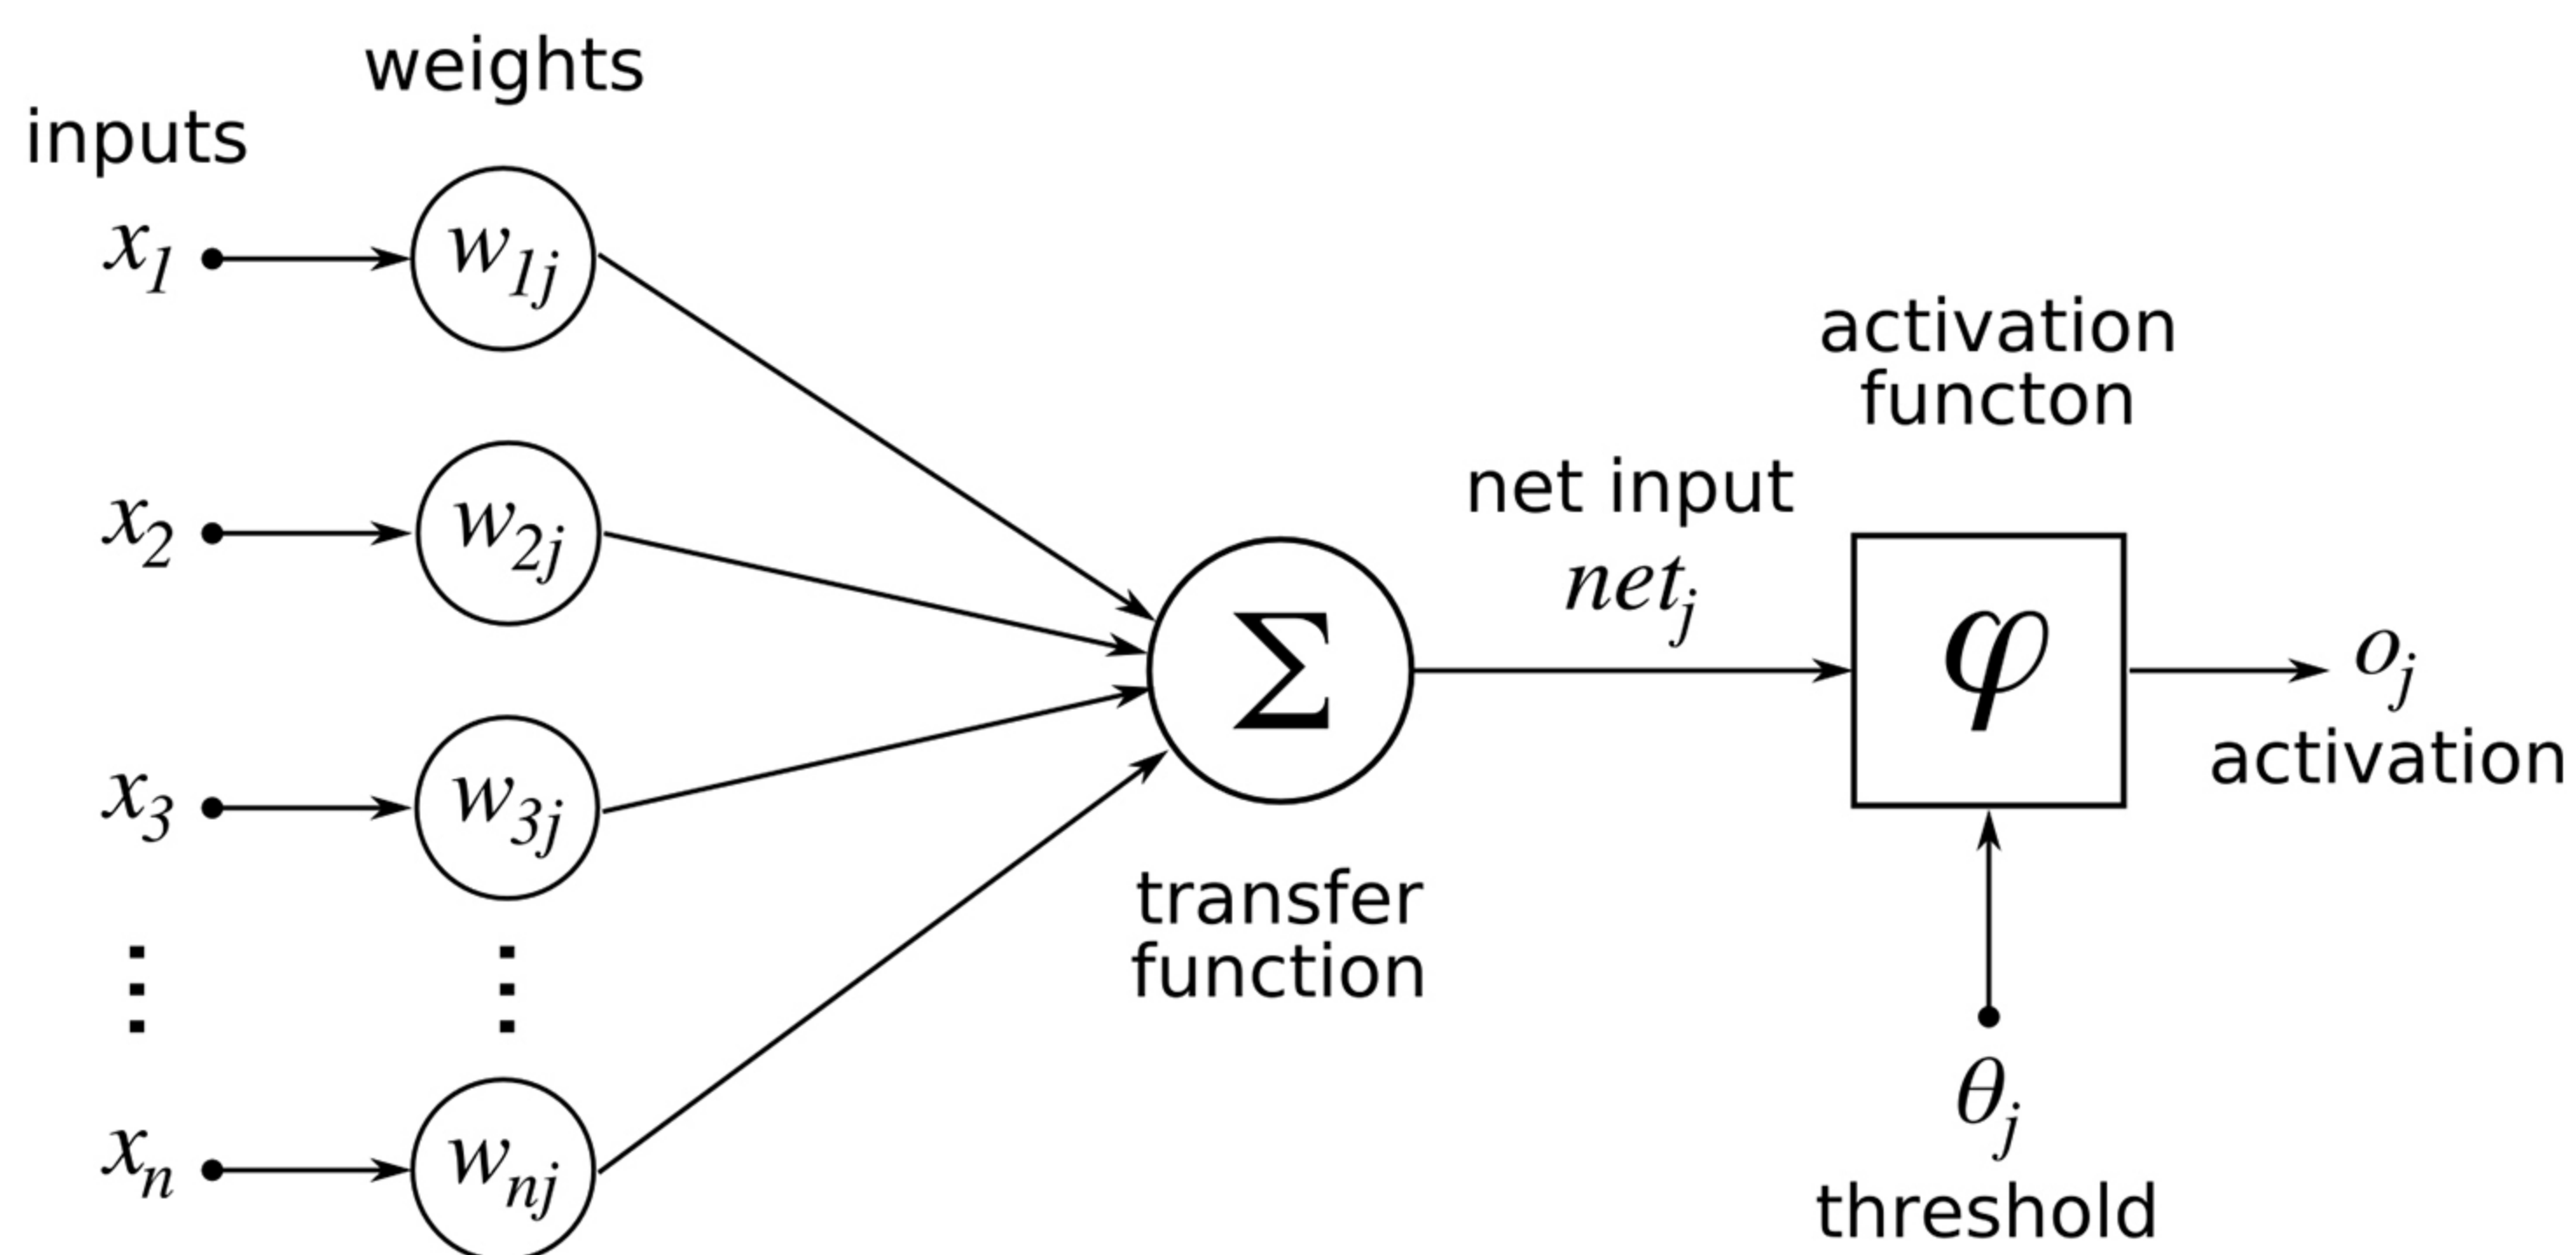 weights
inputs
x1
w1j
x2
w2j
x3
w3j
⋮
⋮
xn
wnj
Σ
transfer
function
net input
netj
activation
functon
φ
oj
activation
θj
threshold